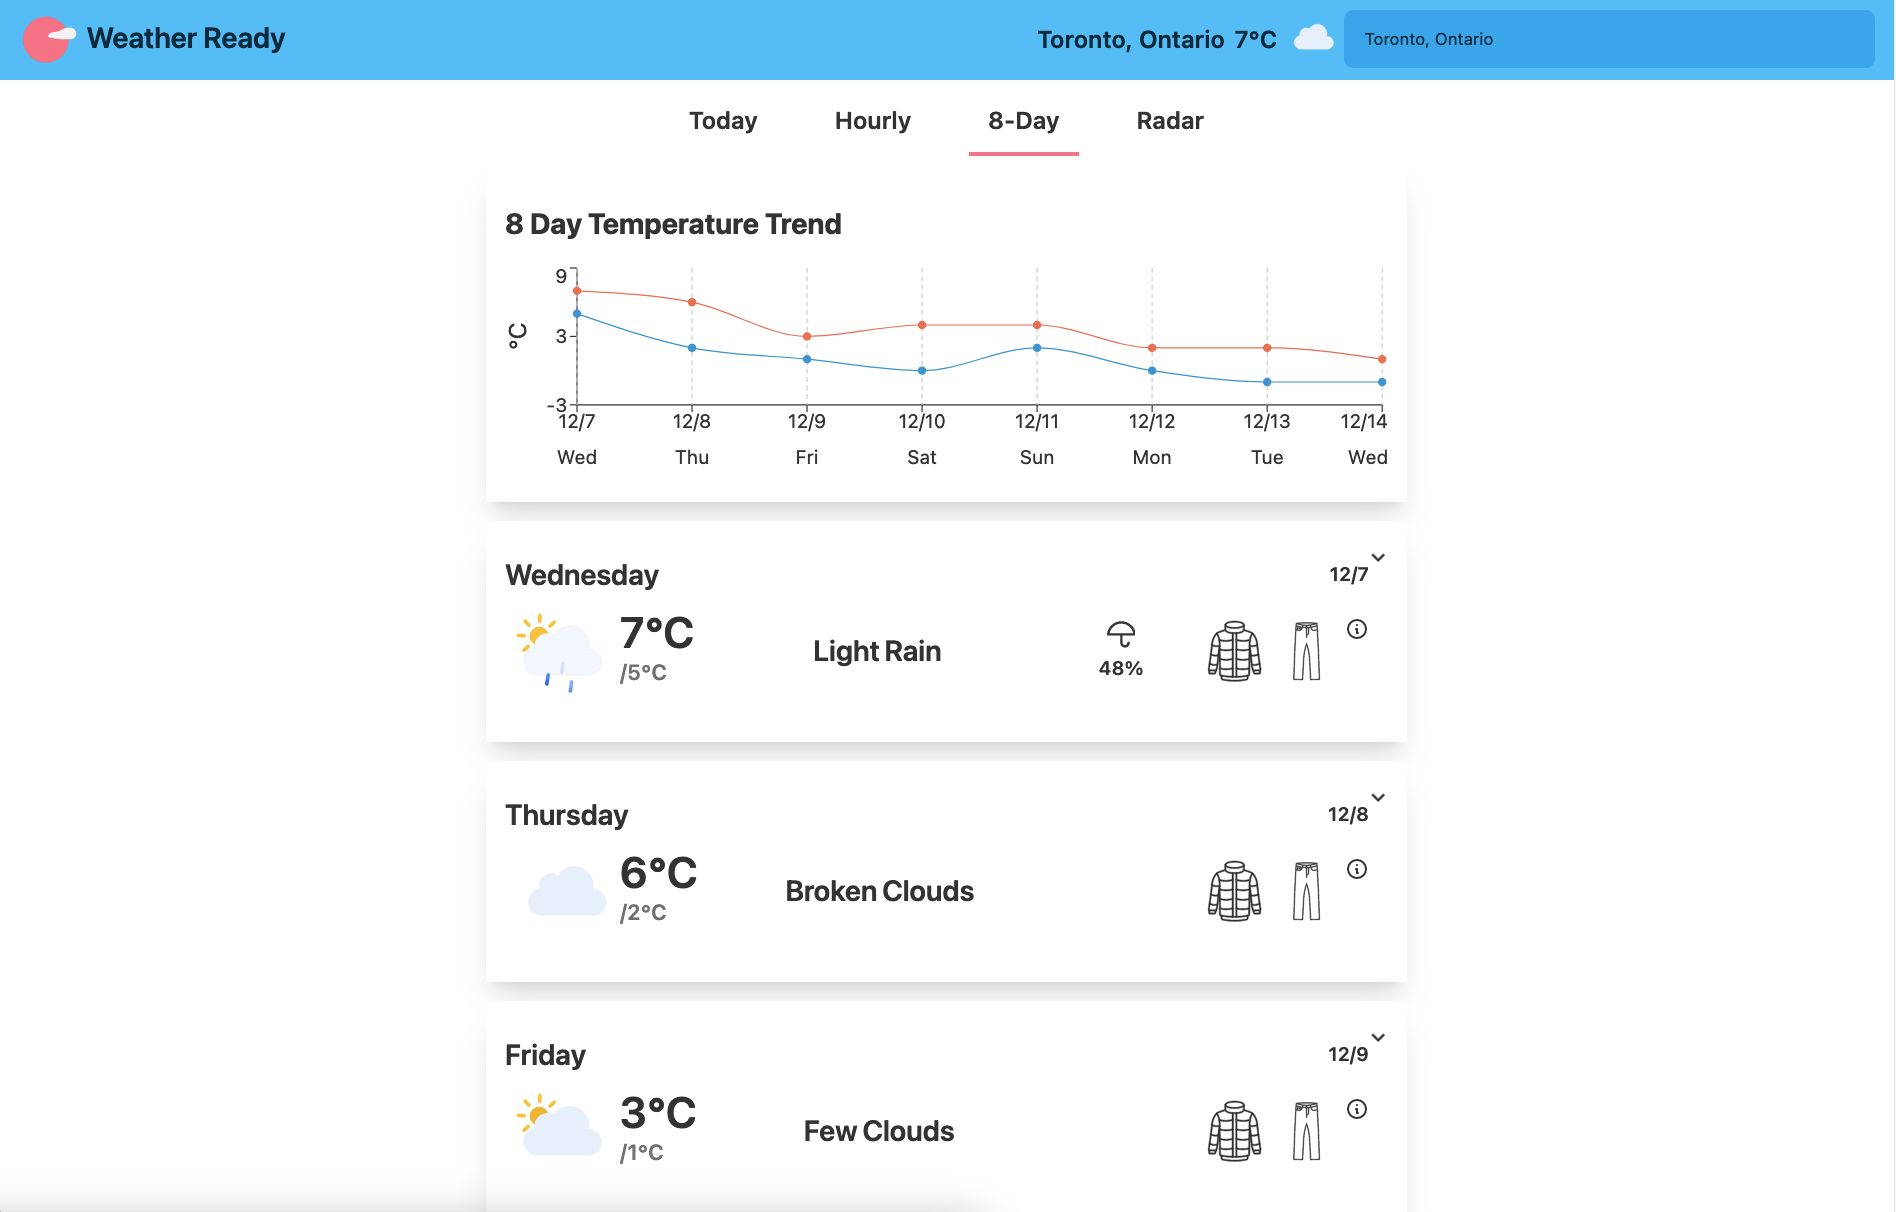 Weather Ready
Toronto, Ontario 7°C
Toronto, Ontario
Today Hourly 8-Day Radar
8 Day Temperature Trend
°C
9
3
-3
12/7 12/8 12/9 12/10 12/11 12/12 12/13 12/14
Wed Thu Fri Sat Sun Mon Tue Wed
Wednesday 12/7
7°C
/5°C
Light Rain
48%
Thursday 12/8
6°C
/2°C
Broken Clouds
Friday 12/9
3°C
/1°C
Few Clouds